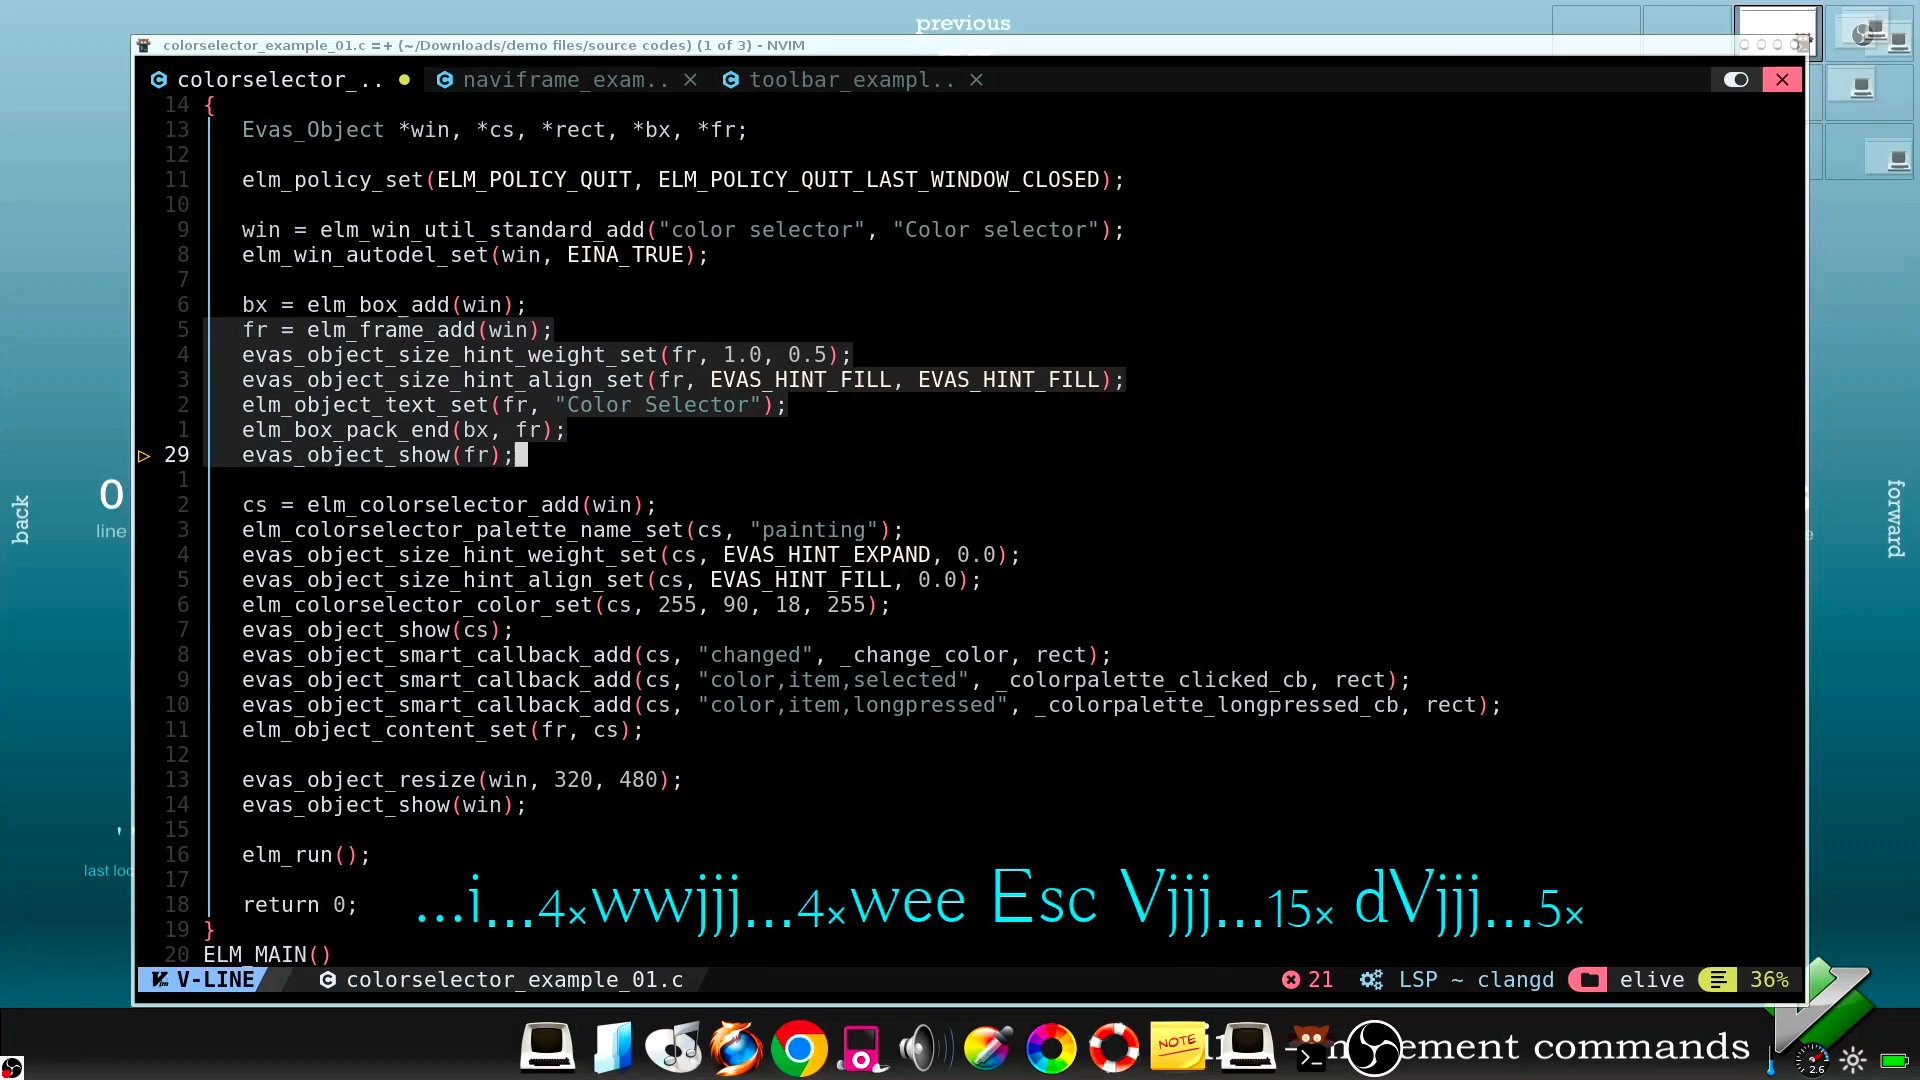 previous
colorselector_example_01.c =+ (~/Downloads/demo files/source codes) (1 of 3) - NVIM
colorselector_.. ● naviframe_exam.. × toolbar_exampl.. ×
14 {
13 Evas_Object *win, *cs, *rect, *bx, *fr;
12
11 elm_policy_set(ELM_POLICY_QUIT, ELM_POLICY_QUIT_LAST_WINDOW_CLOSED);
10
9 win = elm_win_util_standard_add("color selector", "Color selector");
8 elm_win_autodel_set(win, EINA_TRUE);
7
6 bx = elm_box_add(win);
5 fr = elm_frame_add(win);
4 evas_object_size_hint_weight_set(fr, 1.0, 0.5);
3 evas_object_size_hint_align_set(fr, EVAS_HINT_FILL, EVAS_HINT_FILL);
2 elm_object_text_set(fr, "Color Selector");
1 elm_box_pack_end(bx, fr);
29 evas_object_show(fr);
1
2 cs = elm_colorselector_add(win);
3 elm_colorselector_palette_name_set(cs, "painting");
4 evas_object_size_hint_weight_set(cs, EVAS_HINT_EXPAND, 0.0);
5 evas_object_size_hint_align_set(cs, EVAS_HINT_FILL, 0.0);
6 elm_colorselector_color_set(cs, 255, 90, 18, 255);
7 evas_object_show(cs);
8 evas_object_smart_callback_add(cs, "changed", _change_color, rect);
9 evas_object_smart_callback_add(cs, "color,item,selected", _colorpalette_clicked_cb, rect);
10 evas_object_smart_callback_add(cs, "color,item,longpressed", _colorpalette_longpressed_cb, rect);
11 elm_object_content_set(fr, cs);
12
13 evas_object_resize(win, 320, 480);
14 evas_object_show(win);
15
16 elm_run();
17
18 return 0;
19 }
20 ELM_MAIN()
...i...4×wwjjj...4×wee Esc Vjjj...15× dVjjj...5×
V-LINE colorselector_example_01.c 21 LSP ~ clangd elive 36%
back
0
line
last loc
forward
NOTE
ement commands
2.6